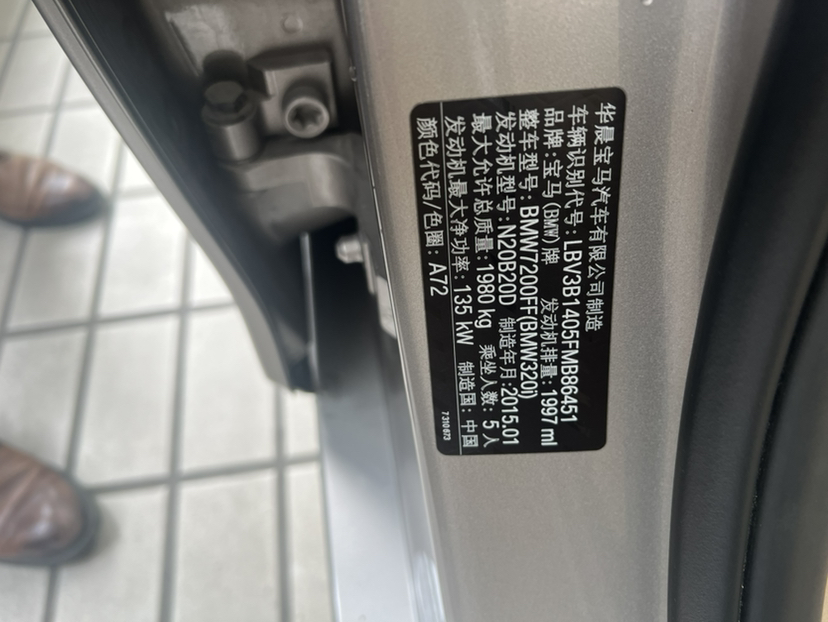 华晨宝马汽车有限公司制造
车辆识别代号: LBV3B1405FMB86451
品牌: 宝马(BMW)牌 发动机排量: 1997 ml
整车型号: BMW7200FF(BMW320i)
发动机型号: N20B20D 制造年月: 2015.01
最大允许总质量: 1980 kg 乘坐人数: 5人
发动机最大净功率: 135 kW 制造国: 中国
颜色代码/色圈: A72
7310673